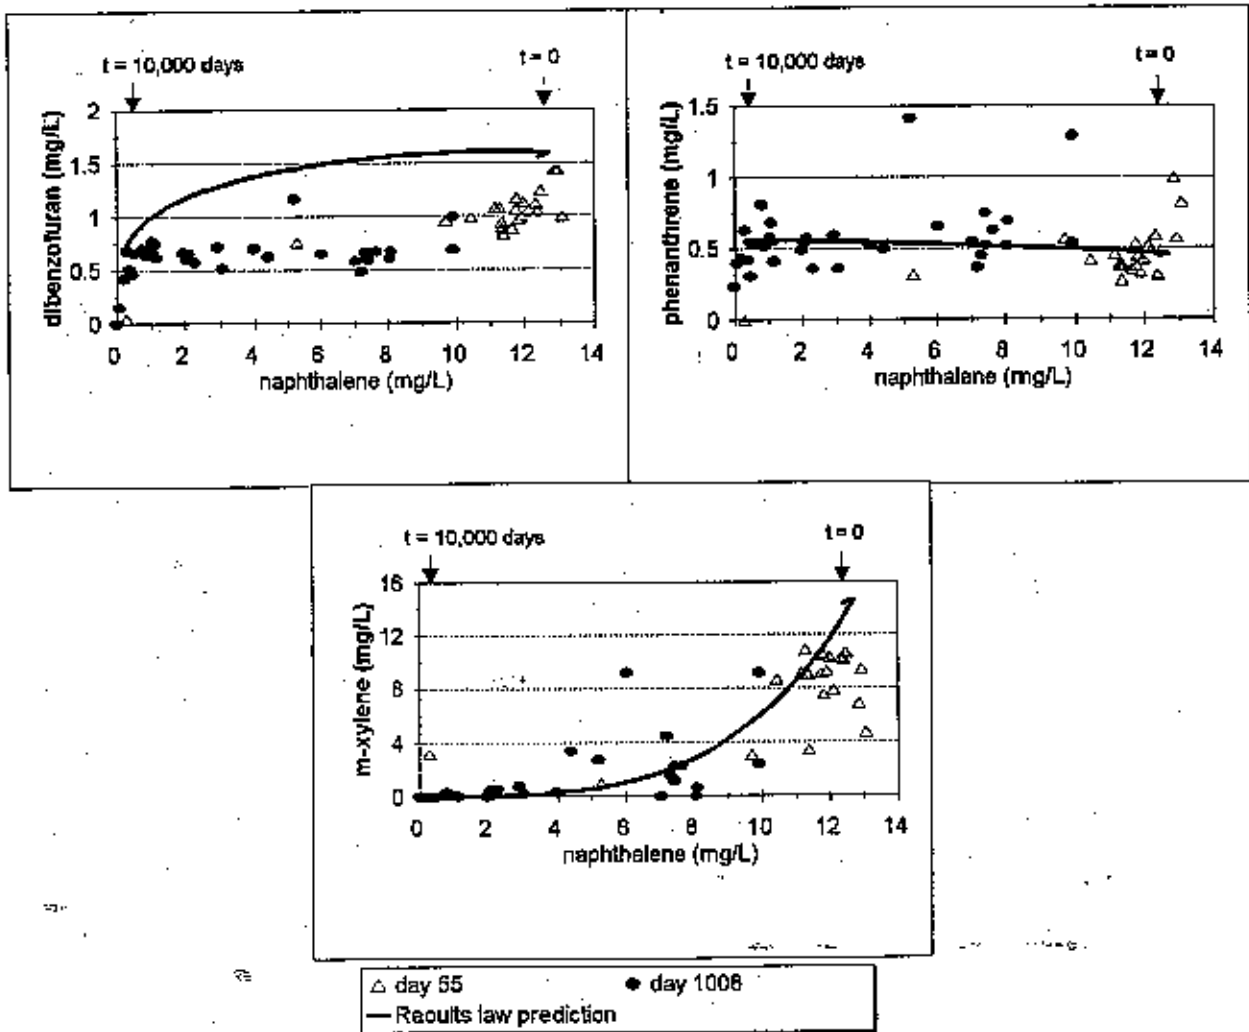 t = 10,000 days
t = 0
dibenzofuran (mg/L)
2
1.5
1
0.5
0
0 2 4 6 8 10 12 14
naphthalene (mg/L)
t = 10,000 days
t = 0
phenanthrene (mg/L)
1.5
1
0.5
0
0 2 4 6 8 10 12 14
naphthalene (mg/L)
t = 10,000 days
t = 0
m-xylene (mg/L)
16
12
8
4
0
0 2 4 6 8 10 12 14
naphthalene (mg/L)
△ day 55 ● day 1008
Raoults law prediction